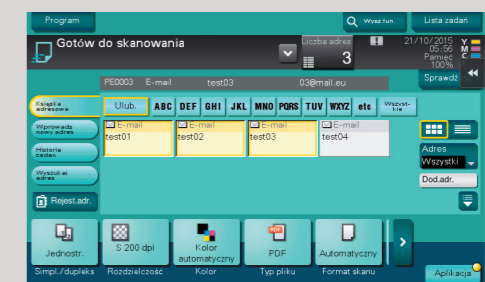 Program
Wysz.fun.
Lista zadań
Gotów do skanowania
Liczba adres
3
21/10/2015
05:56
Pamięć
100%
Y
M
C
K
Sprawdź
PE0003 E-mail test03 03@mail.eu
Książka adresowa
Ulub. ABC DEF GHI JKL MNO PQRS TUV WXYZ etc Wszyst-kie
Wprowadź nowy adres
Historia zadań
Wyszukaj adres
Rejest.adr.
E-mail
test01
E-mail
test02
E-mail
test03
E-mail
test04
Adres
Wszystki
Dod.adr.
Jednostr.
S 200 dpi
Kolor automatyczny
PDF
Automatyczny
Simpl./dupleks
Rozdzielczość
Kolor
Typ pliku
Format skanu
Aplikacja